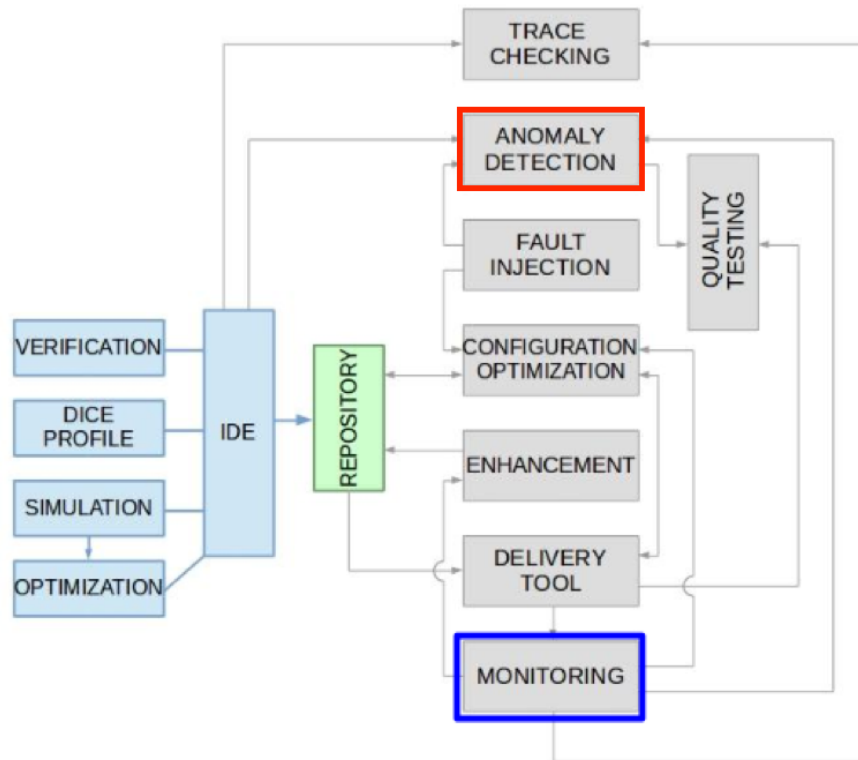 TRACE
CHECKING
ANOMALY
DETECTION
QUALITY
TESTING
FAULT
INJECTION
VERIFICATION
DICE
PROFILE
SIMULATION
OPTIMIZATION
IDE
REPOSITORY
CONFIGURATION
OPTIMIZATION
ENHANCEMENT
DELIVERY
TOOL
MONITORING